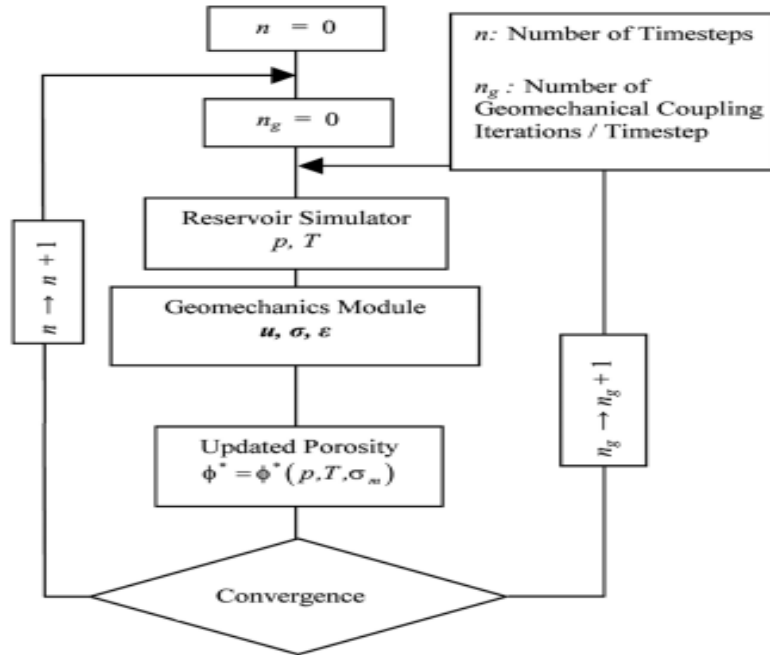 n = 0
n: Number of Timesteps
n_g : Number of
Geomechanical Coupling
Iterations / Timestep
n_g = 0
Reservoir Simulator
p, T
Geomechanics Module
u, σ, ε
n → n + 1
n_g → n_g + 1
Updated Porosity
ϕ* = ϕ*(p,T,σ_m)
Convergence